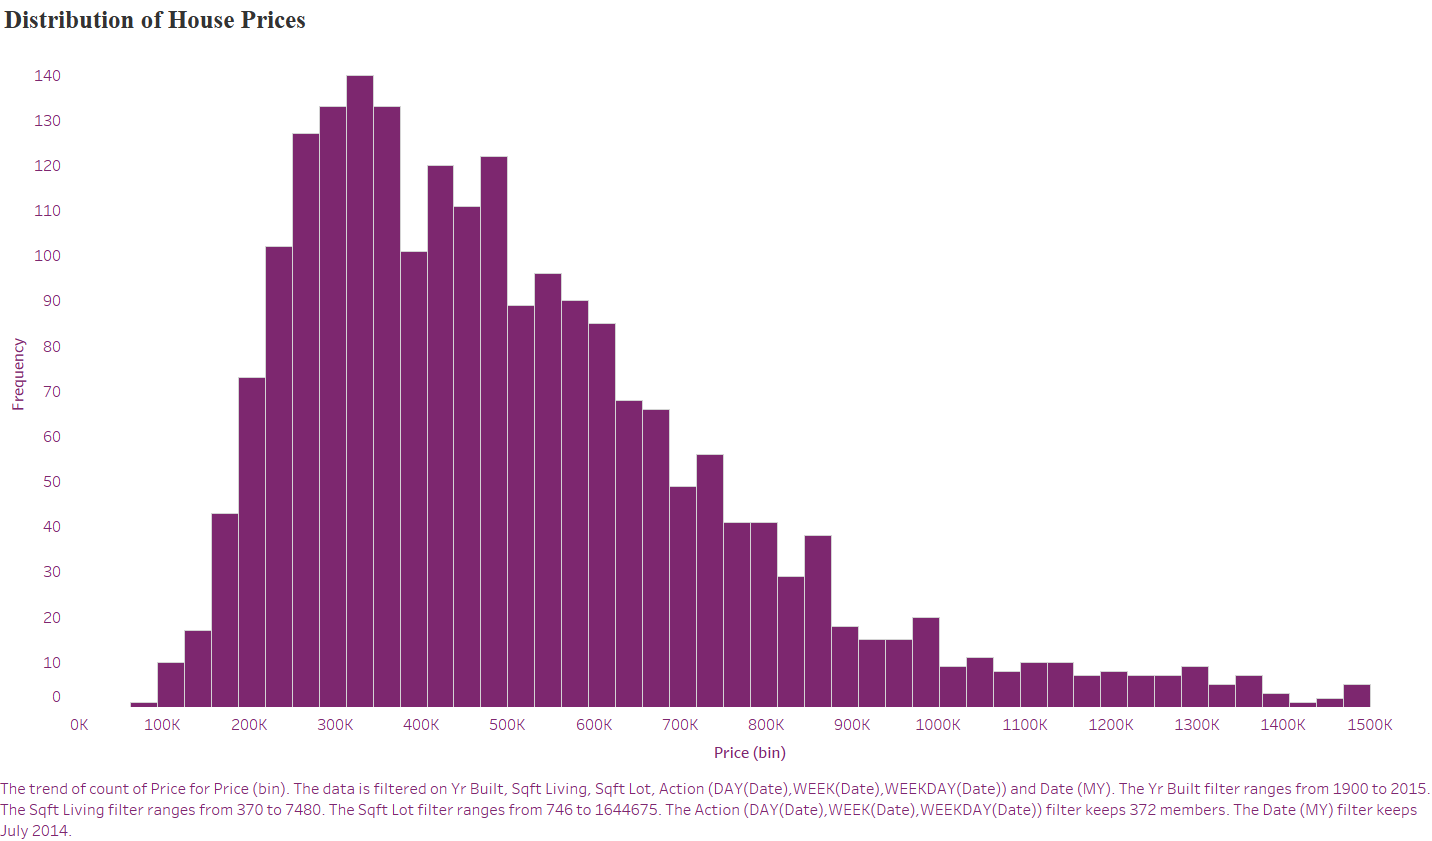 Distribution of House Prices
140
130
120
110
100
90
80
70
60
50
40
30
20
10
0
Frequency
0K 100K 200K 300K 400K 500K 600K 700K 800K 900K 1000K 1100K 1200K 1300K 1400K 1500K
Price (bin)
The trend of count of Price for Price (bin). The data is filtered on Yr Built, Sqft Living, Sqft Lot, Action (DAY(Date),WEEK(Date),WEEKDAY(Date)) and Date (MY). The Yr Built filter ranges from 1900 to 2015.
The Sqft Living filter ranges from 370 to 7480. The Sqft Lot filter ranges from 746 to 1644675. The Action (DAY(Date),WEEK(Date),WEEKDAY(Date)) filter keeps 372 members. The Date (MY) filter keeps
July 2014.